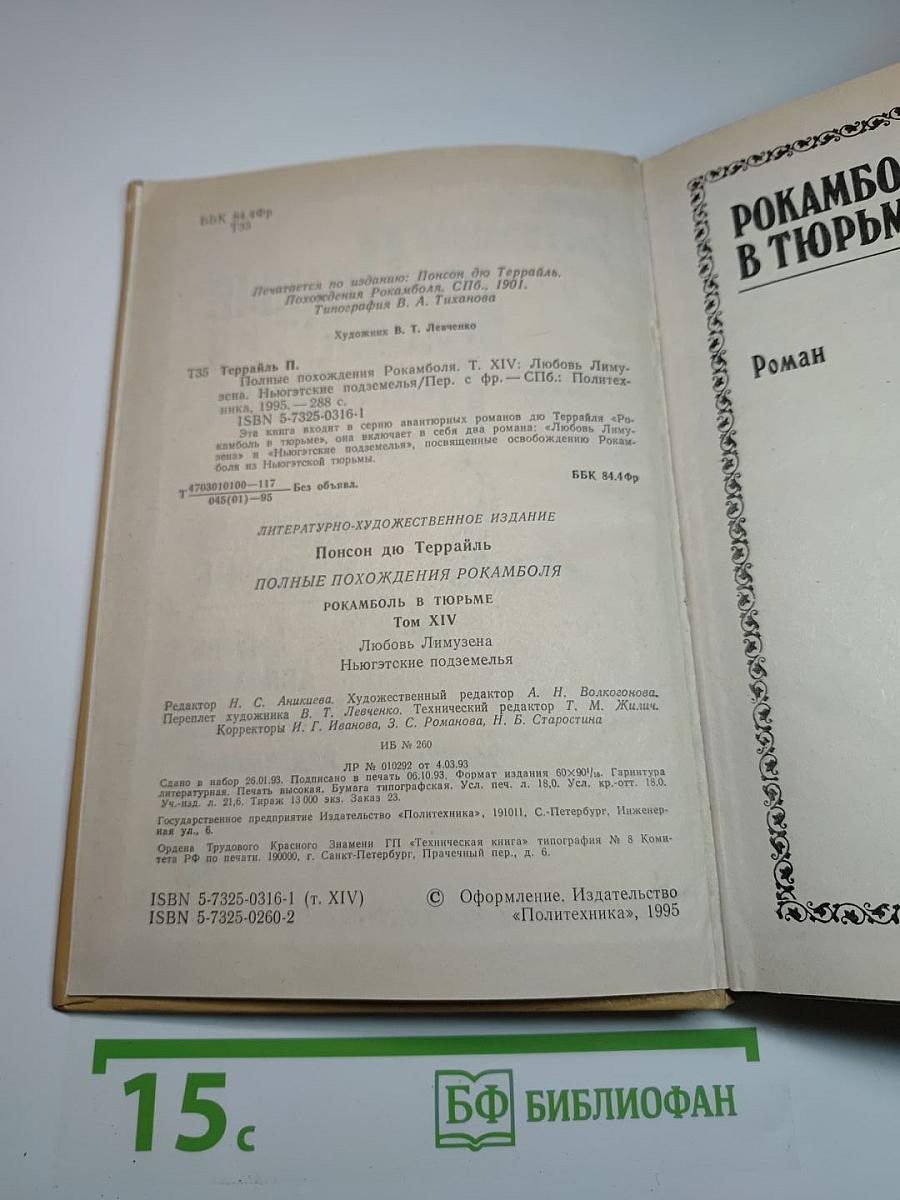 ББК 84.4Фр
Т35
Печатается по изданию: Понсон дю Террайль.
Похождения Рокамболя. СПб., 1901.
Типография В. А. Тиханова
Художник В. Т. Левченко
Т35 Террайль П.
Полные похождения Рокамболя. Т. XIV: Любовь Лиму-
зена. Ньюгэтские подземелья/Пер. с фр. — СПб.: Политех-
ника, 1995. — 288 с.
ISBN 5-7325-0316-1
Эта книга входит в серию авантюрных романов дю Террайля «Ро-
камболь в тюрьме», она включает в себя два романа: «Любовь Лиму-
зена» и «Ньюгэтские подземелья», посвященные освобождению Рокам-
боля из Ньюгэтской тюрьмы.
Т 4703010100—117 Без объявл.
045(01)—95
ББК 84.4Фр
ЛИТЕРАТУРНО-ХУДОЖЕСТВЕННОЕ ИЗДАНИЕ
Понсон дю Террайль
ПОЛНЫЕ ПОХОЖДЕНИЯ РОКАМБОЛЯ
РОКАМБОЛЬ В ТЮРЬМЕ
Том XIV
Любовь Лимузена
Ньюгэтские подземелья
Редактор Н. С. Аникиева. Художественный редактор А. Н. Волкогонова.
Переплет художника В. Т. Левченко. Технический редактор Т. М. Жилич.
Корректоры И. Г. Иванова, З. С. Романова, Н. Б. Старостина
ИБ № 260
ЛР № 010292 от 4.03.93
Сдано в набор 26.01.93. Подписано в печать 06.10.93. Формат издания 60×90¹/₁₆. Гарнитура
литературная. Печать высокая. Бумага типографская. Усл. печ. л. 18,0. Усл. кр.-отт. 18,0.
Уч.-изд. л. 21,6. Тираж 13 000 экз. Заказ 23.
Государственное предприятие Издательство «Политехника», 191011, С.-Петербург, Инженер-
ная ул., 6.
Ордена Трудового Красного Знамени ГП «Техническая книга» типография № 8 Коми-
тета РФ по печати. 190000, г. Санкт-Петербург, Прачечный пер., д. 6.
ISBN 5-7325-0316-1 (т. XIV)
ISBN 5-7325-0260-2
© Оформление. Издательство
«Политехника», 1995
РОКАМБО
В ТЮРЬМ
Роман
15 с
БФ БИБЛИОФАН